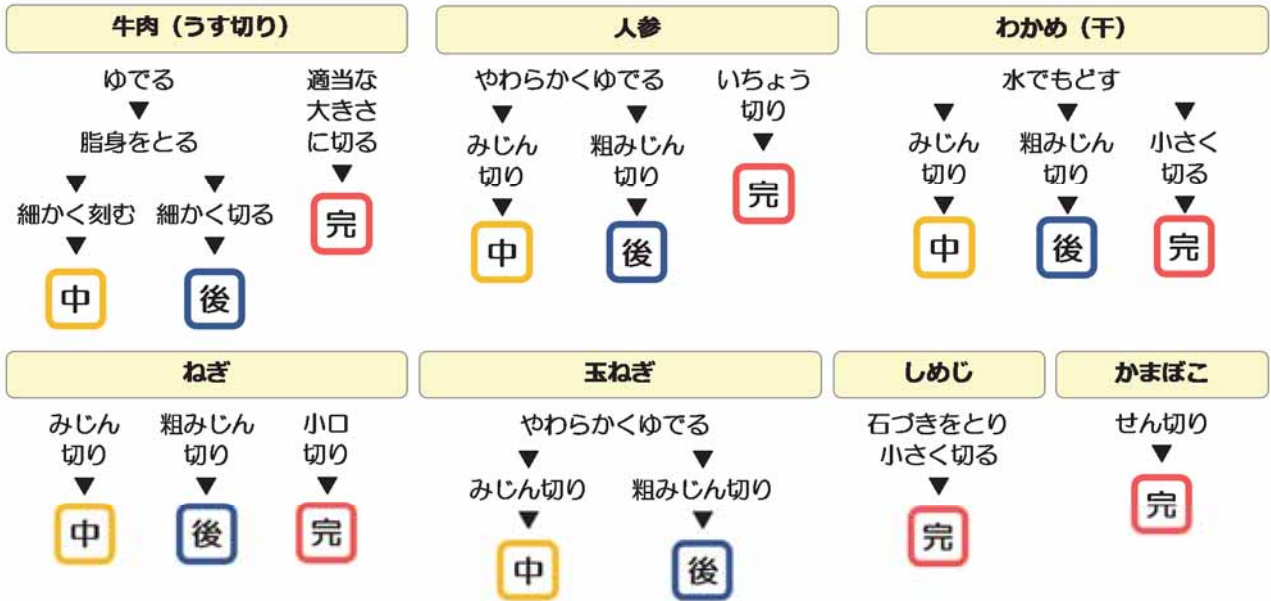 牛肉（うす切り）
ゆでる
▼
脂身をとる
▼ ▼
細かく刻む 細かく切る
▼ ▼
中 後
適当な
大きさ
に切る
▼
完
人参
やわらかくゆでる
▼ ▼
みじん
切り
▼
中
粗みじん
切り
▼
後
いちょう
切り
▼
完
わかめ（干）
水でもどす
▼ ▼ ▼
みじん
切り
▼
中
粗みじん
切り
▼
後
小さく
切る
▼
完
ねぎ
みじん
切り
▼
中
粗みじん
切り
▼
後
小口
切り
▼
完
玉ねぎ
やわらかくゆでる
▼ ▼
みじん切り 粗みじん切り
▼ ▼
中 後
しめじ
石づきをとり
小さく切る
▼
完
かまぼこ
せん切り
▼
完